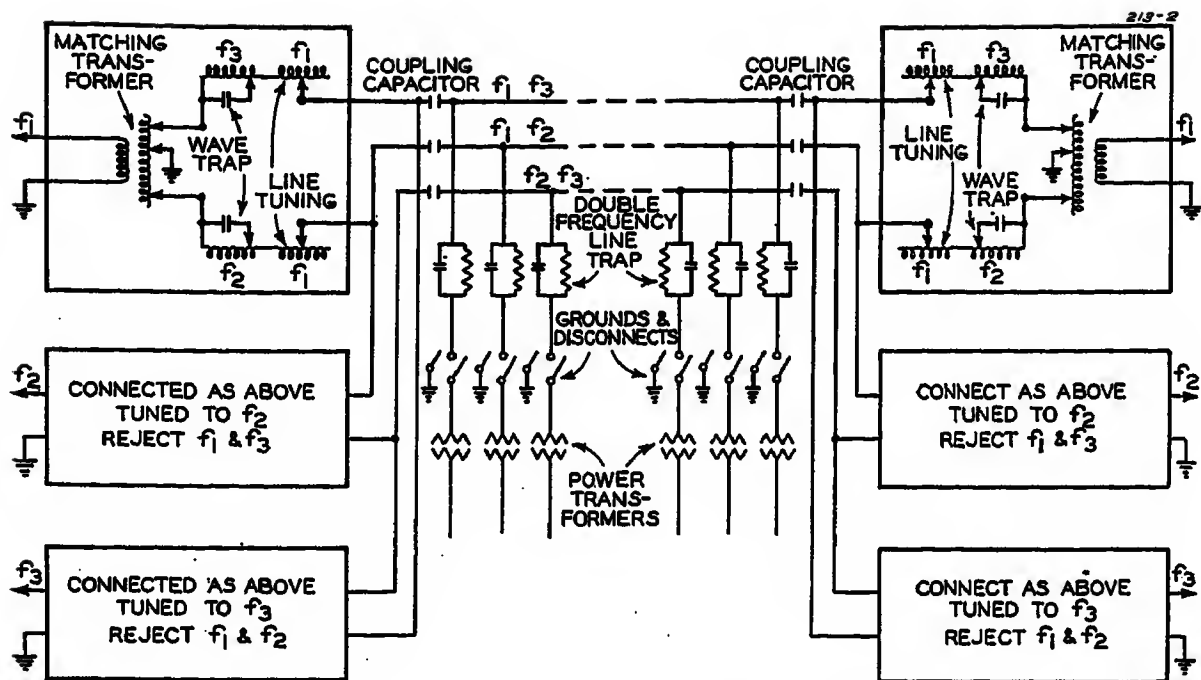 213-2
MATCHING
TRANS-
FORMER
f3
f1
WAVE
TRAP
LINE
TUNING
f2
f1
f1
COUPLING
CAPACITOR
f1 f3
f1 f2
f2 f3
DOUBLE
FREQUENCY
LINE
TRAP
GROUNDS &
DISCONNECTS
POWER
TRANS-
FORMERS
COUPLING
CAPACITOR
f1
f3
MATCHING
TRANS-
FORMER
LINE
TUNING
WAVE
TRAP
f1
f2
f1
f2
CONNECTED AS ABOVE
TUNED TO f2
REJECT f1 & f3
f3
CONNECTED AS ABOVE
TUNED TO f3
REJECT f1 & f2
CONNECT AS ABOVE
TUNED TO f2
REJECT f1 & f3
f2
CONNECT AS ABOVE
TUNED TO f3
REJECT f1 & f2
f3